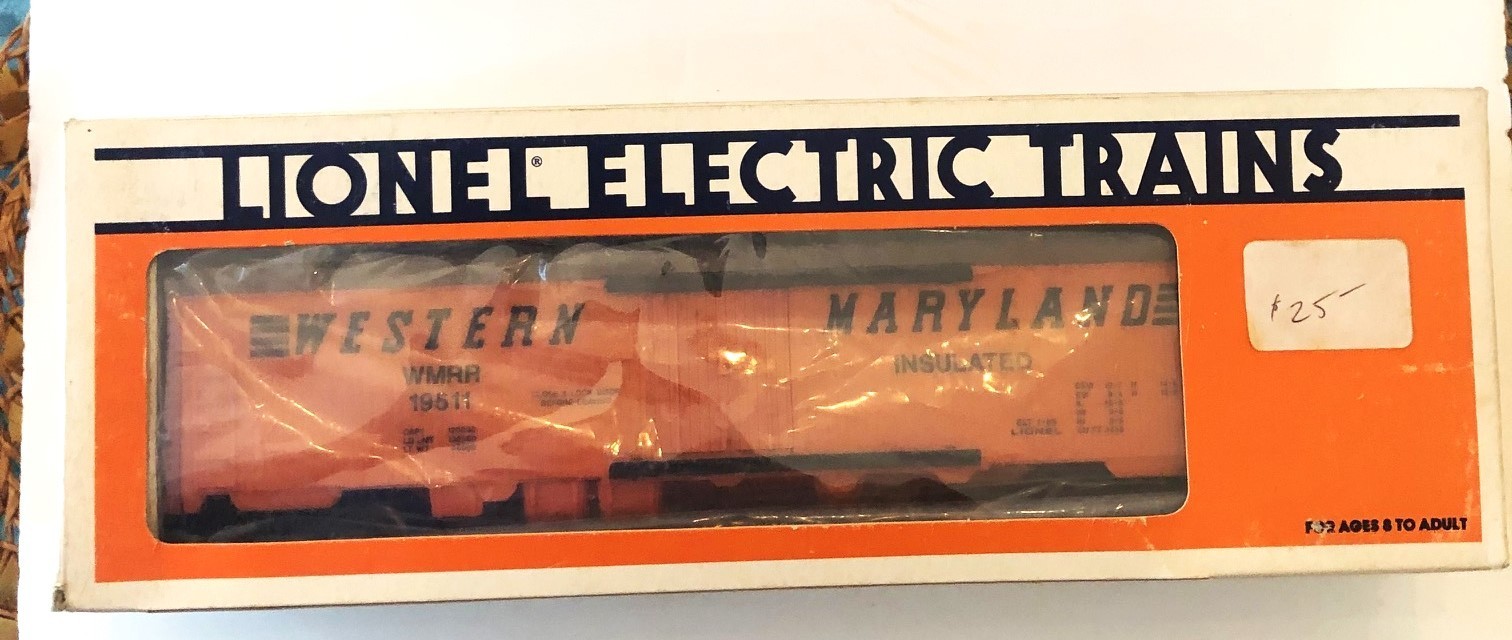 LIONEL® ELECTRIC TRAINS
$25-
WESTERN MARYLAND
WMRR
19511
INSULATED
LIONEL
FOR AGES 8 TO ADULT